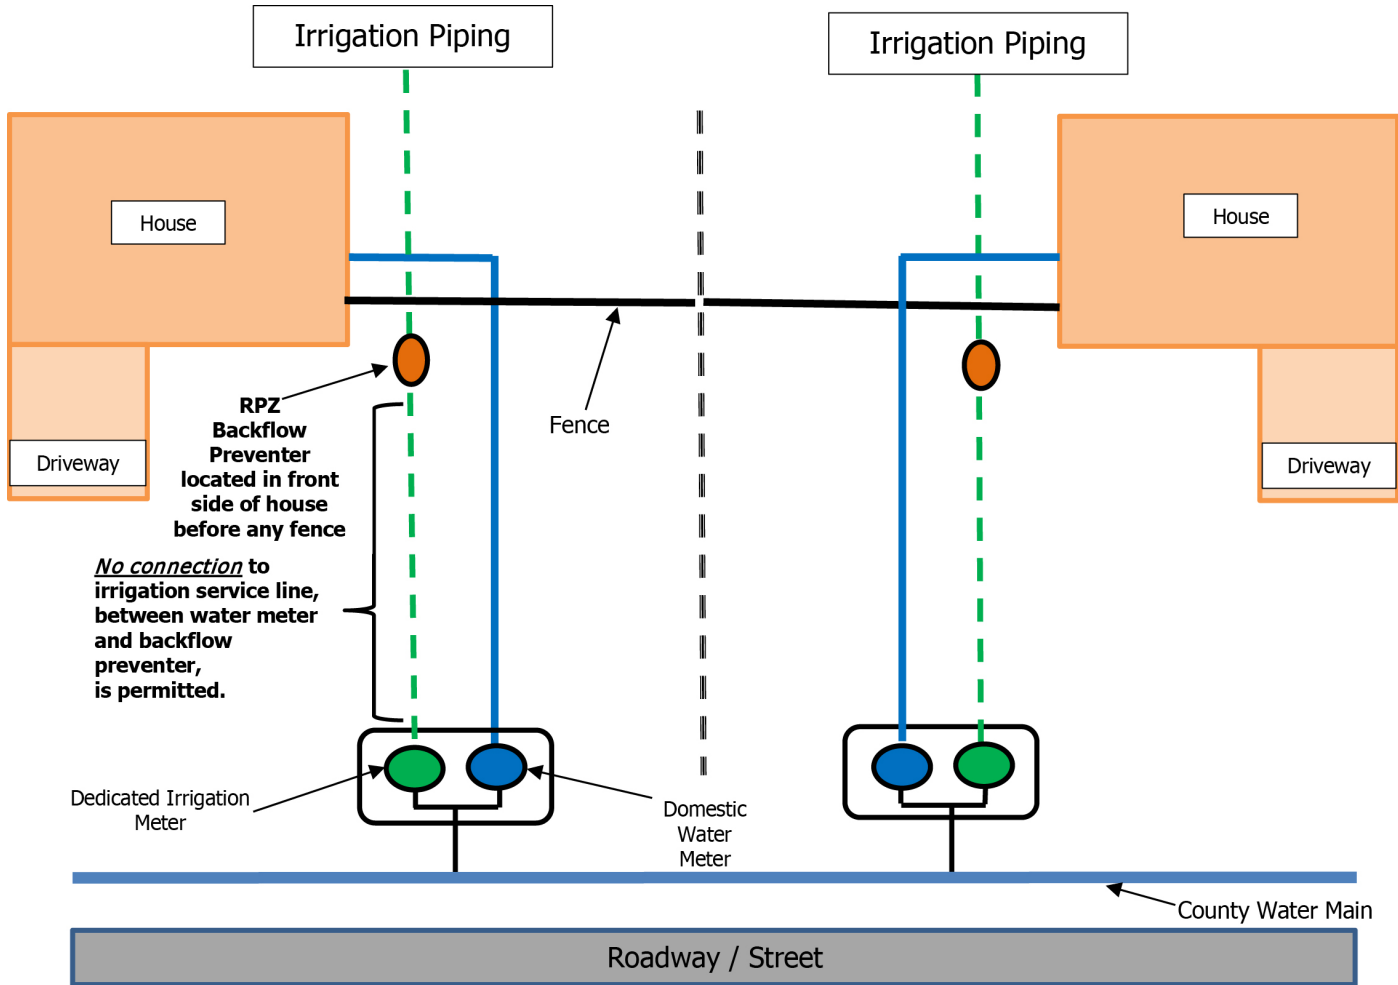 Irrigation Piping
Irrigation Piping
House
House
RPZ
Backflow
Preventer
located in front
side of house
before any fence
Fence
Driveway
Driveway
No connection to
irrigation service line,
between water meter
and backflow
preventer,
is permitted.
Dedicated Irrigation
Meter
Domestic
Water
Meter
County Water Main
Roadway / Street